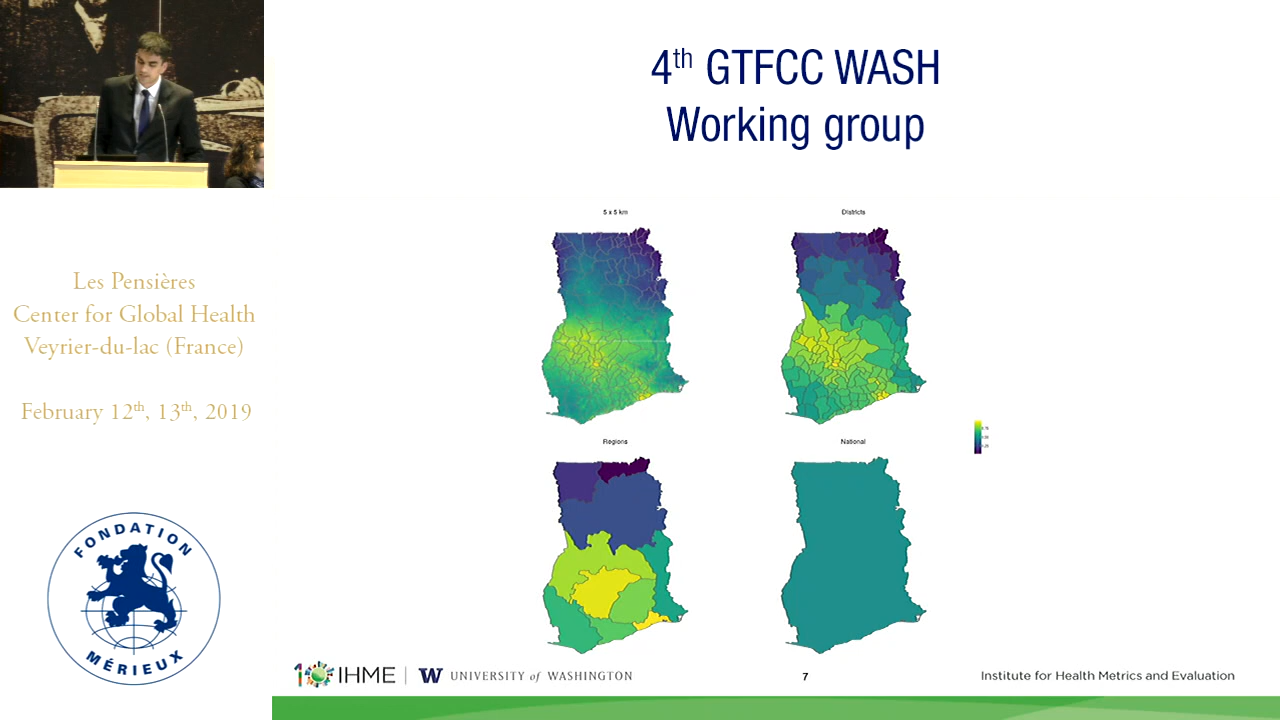 4th GTFCC WASH
Working group
Les Pensières
Center for Global Health
Veyrier-du-lac (France)
February 12th, 13th, 2019
FONDATION
MÉRIEUX
5 x 5 km
Districts
Regions
National
IHME
W UNIVERSITY of WASHINGTON
7
Institute for Health Metrics and Evaluation